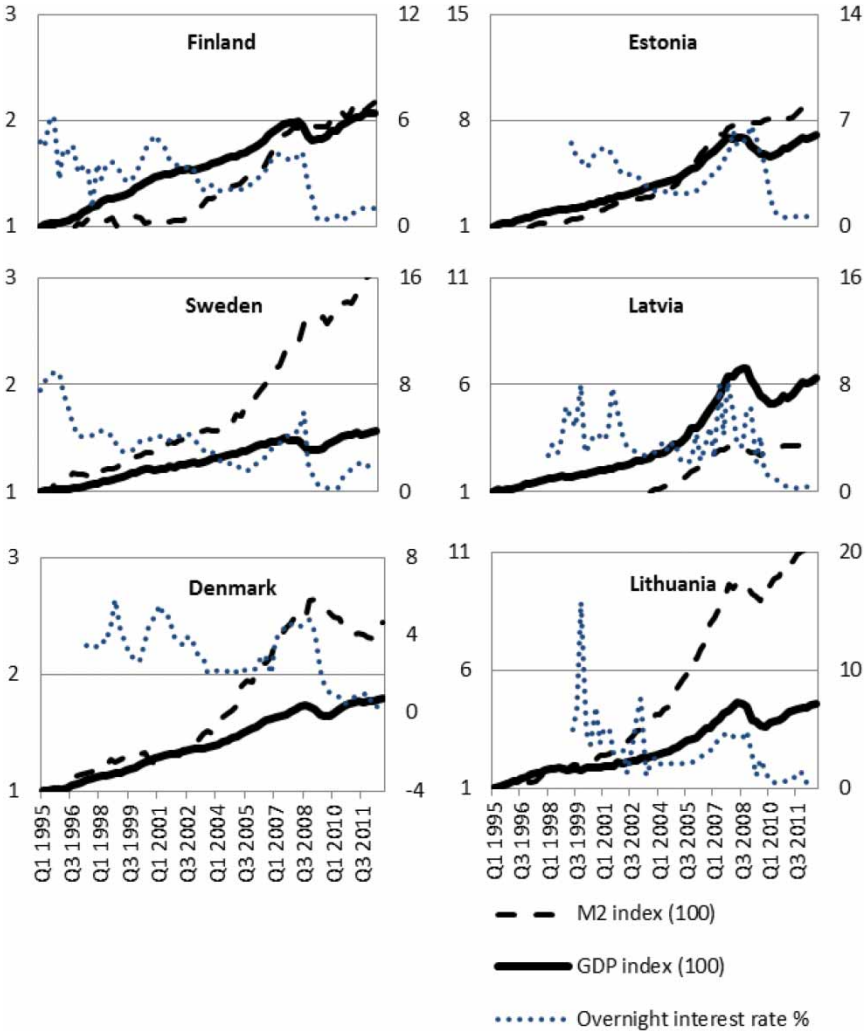 Finland
3
2
1
12
6
0
Estonia
15
8
1
14
7
0
Sweden
3
2
1
16
8
0
Latvia
11
6
1
16
8
0
Denmark
3
2
1
8
4
0
-4
Q1 1995
Q3 1996
Q1 1998
Q3 1999
Q1 2001
Q3 2002
Q1 2004
Q3 2005
Q1 2007
Q3 2008
Q1 2010
Q3 2011
Lithuania
11
6
1
20
10
0
Q1 1995
Q3 1996
Q1 1998
Q3 1999
Q1 2001
Q3 2002
Q1 2004
Q3 2005
Q1 2007
Q3 2008
Q1 2010
Q3 2011
M2 index (100)
GDP index (100)
Overnight interest rate %